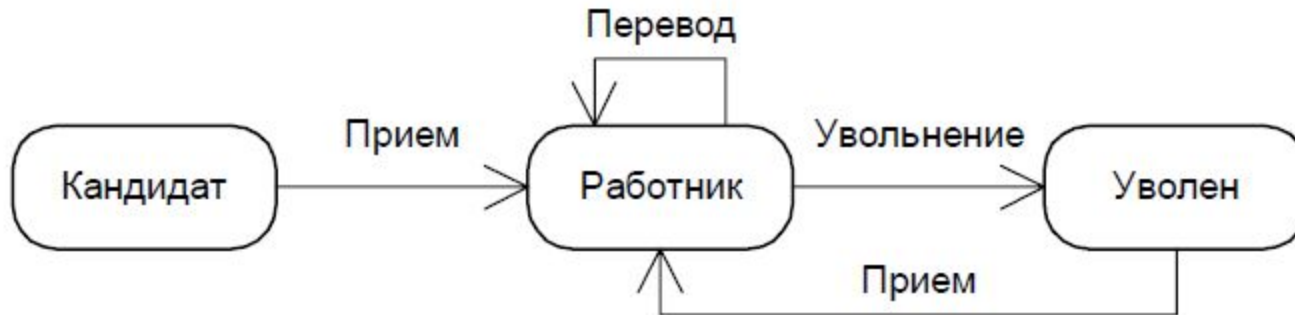 Перевод
Прием
Увольнение
Кандидат
Работник
Уволен
Прием